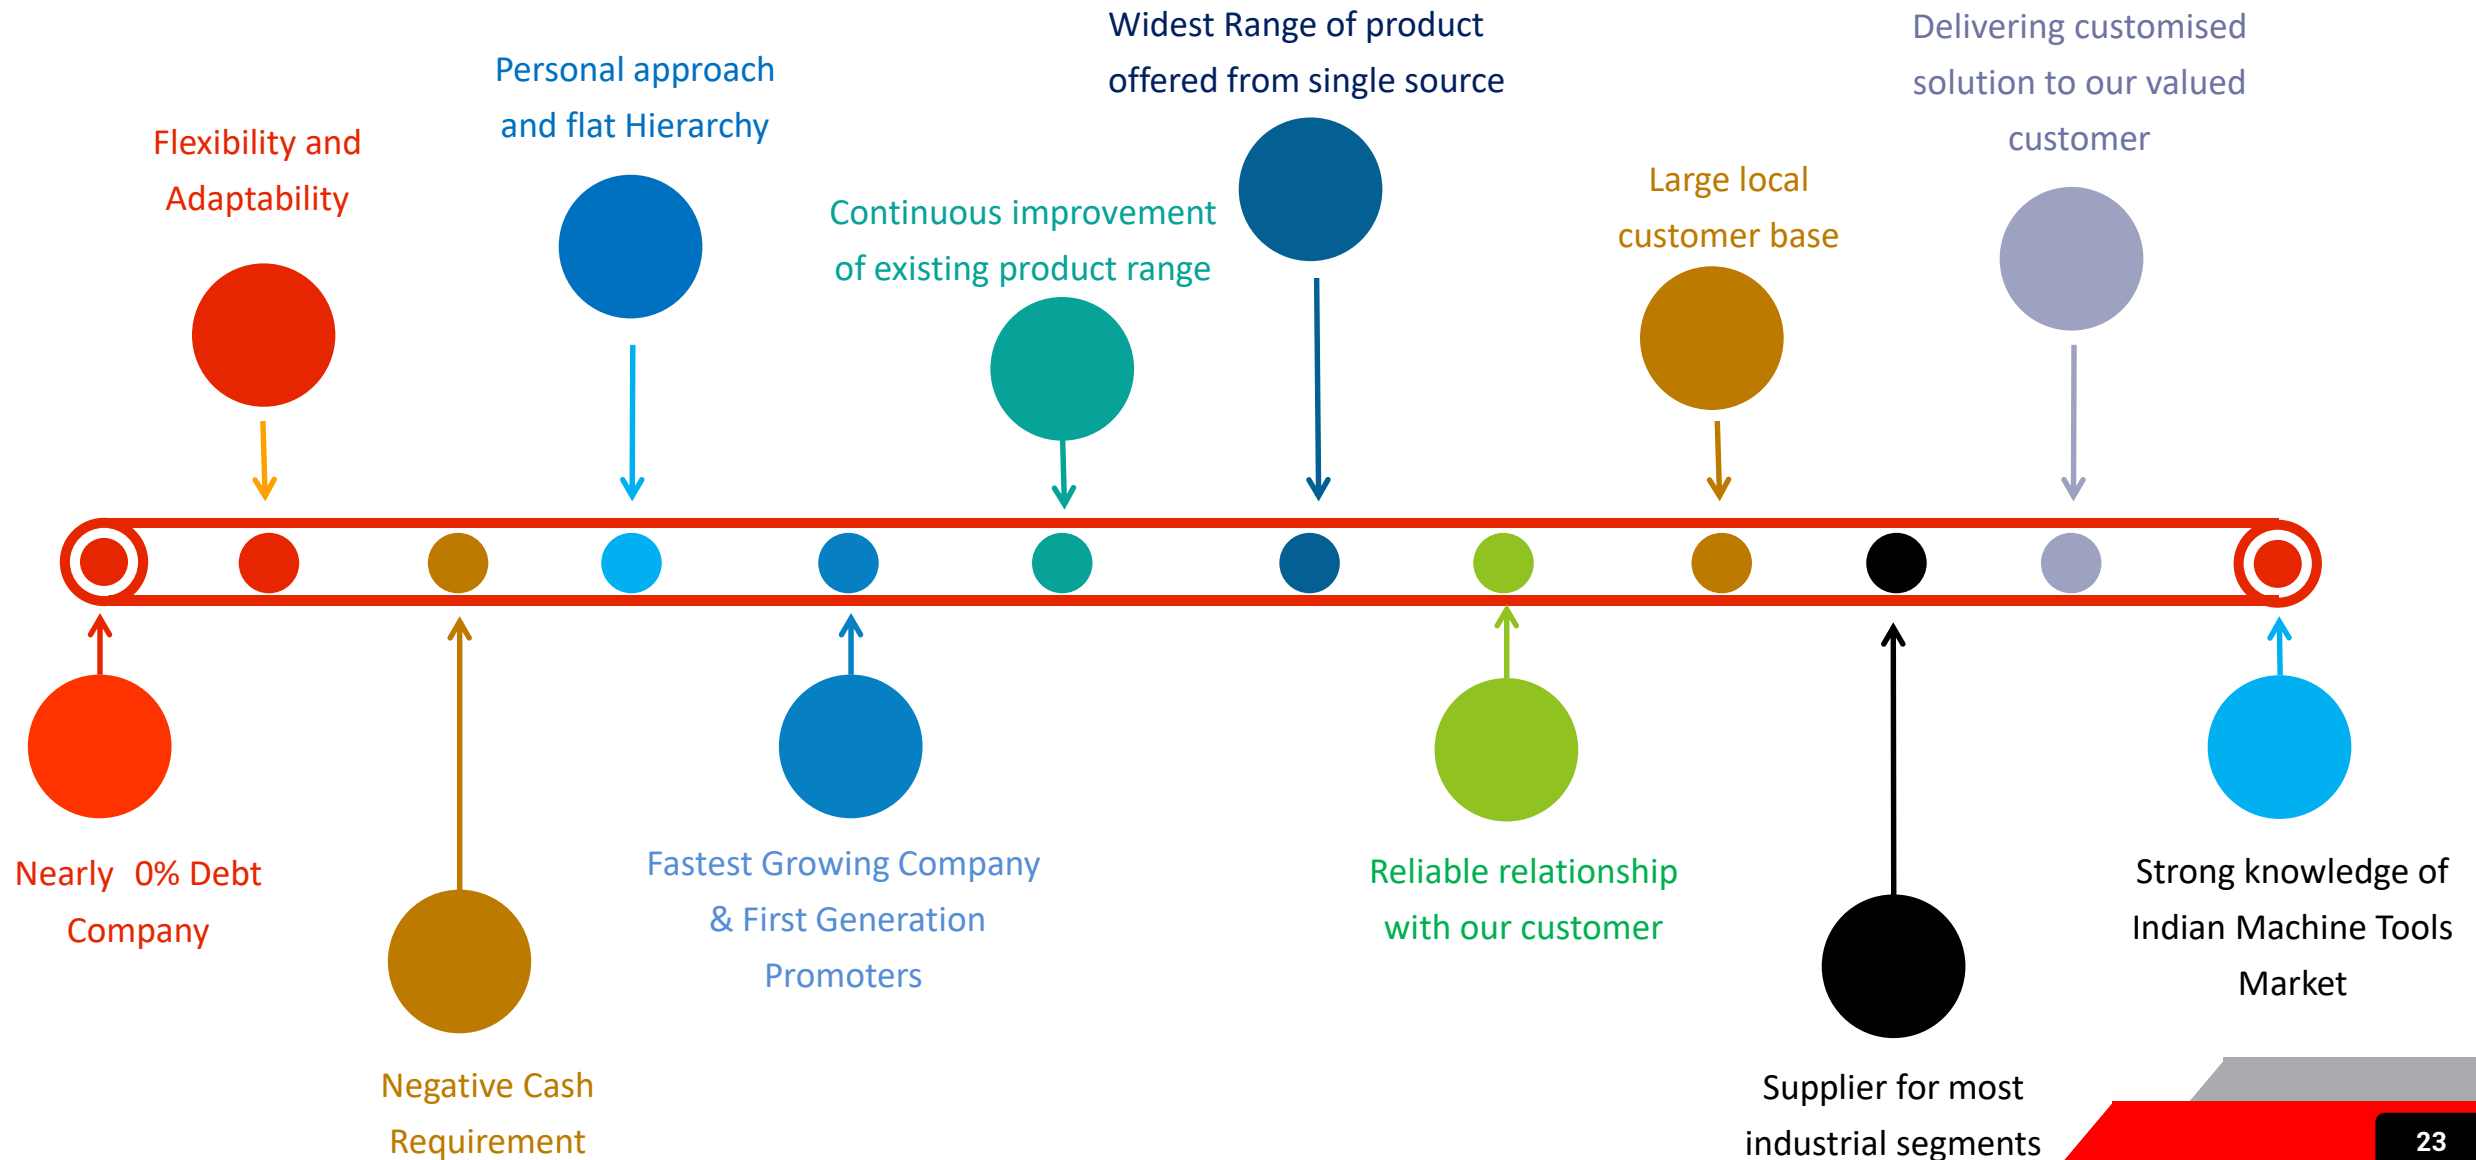 Widest Range of product
offered from single source
Delivering customised
solution to our valued
customer
Personal approach
and flat Hierarchy
Flexibility and
Adaptability
Continuous improvement
of existing product range
Large local
customer base
Nearly 0% Debt
Company
Fastest Growing Company
& First Generation
Promoters
Reliable relationship
with our customer
Strong knowledge of
Indian Machine Tools
Market
Negative Cash
Requirement
Supplier for most
industrial segments
23